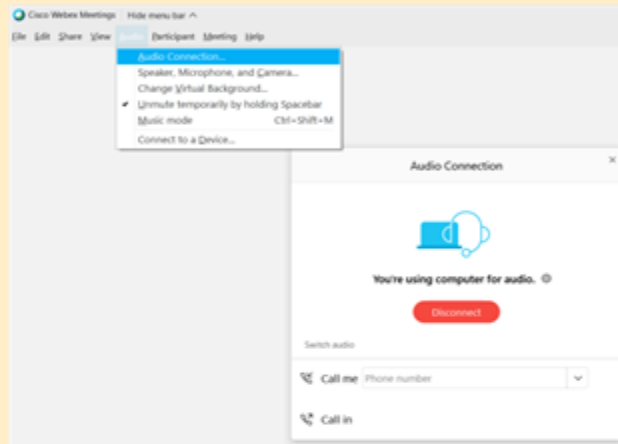 Cisco Webex Meetings Hide menu bar ^
File Edit Share View Audio Participant Meeting Help
Audio Connection...
Speaker, Microphone, and Camera...
Change Virtual Background...
✔ Unmute temporarily by holding Spacebar
Music mode Ctrl+Shift+M
Connect to a Device...
Audio Connection ×
You're using computer for audio.
Disconnect
Switch audio
Call me Phone number
Call in